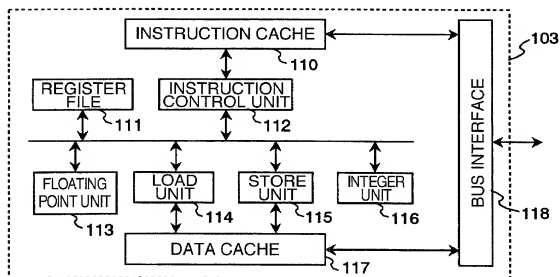 INSTRUCTION CACHE
110
103
REGISTER
FILE
111
INSTRUCTION
CONTROL UNIT
112
BUS INTERFACE
118
FLOATING
POINT UNIT
113
LOAD
UNIT
114
STORE
UNIT
115
INTEGER
UNIT
116
DATA CACHE
117